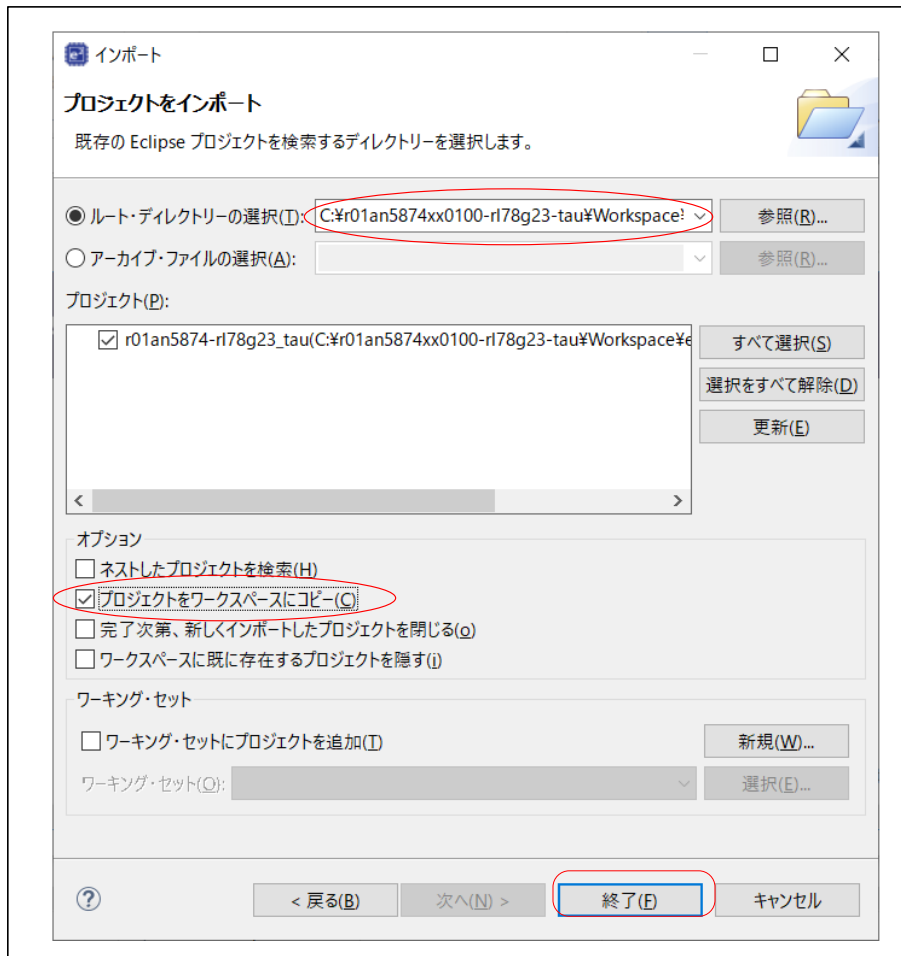 インポート
プロジェクトをインポート
既存の Eclipse プロジェクトを検索するディレクトリーを選択します。
ルート・ディレクトリーの選択(T): C:¥r01an5874xx0100-rl78g23-tau¥Workspace¥ 参照(R)...
アーカイブ・ファイルの選択(A): 参照(R)...
プロジェクト(P):
r01an5874-rl78g23_tau(C:¥r01an5874xx0100-rl78g23-tau¥Workspace¥e すべて選択(S)
選択をすべて解除(D)
更新(E)
オプション
ネストしたプロジェクトを検索(H)
プロジェクトをワークスペースにコピー(C)
完了次第、新しくインポートしたプロジェクトを閉じる(o)
ワークスペースに既に存在するプロジェクトを隠す(i)
ワーキング・セット
ワーキング・セットにプロジェクトを追加(T) 新規(W)...
ワーキング・セット(O): 選択(E)...
? < 戻る(B) 次へ(N) > 終了(F) キャンセル